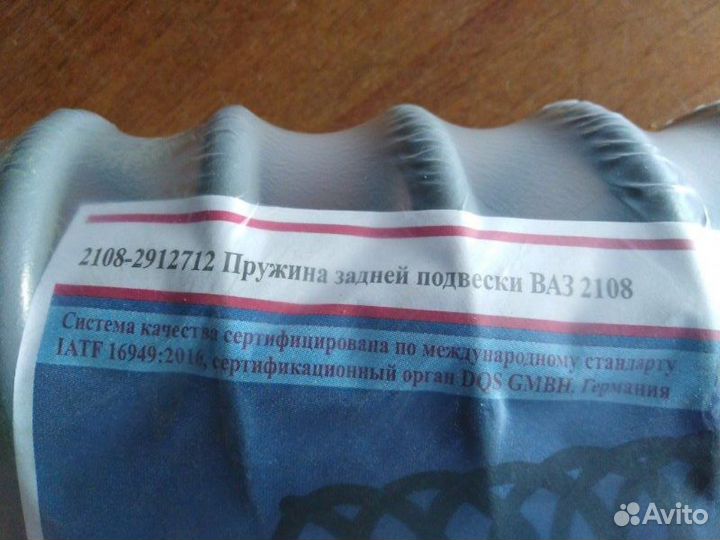 2108-2912712 Пружина задней подвески ВАЗ 2108
Система качества сертифицирована по международному стандарту
IATF 16949:2016, сертификационный орган DQS GMBH. Германия
Avito